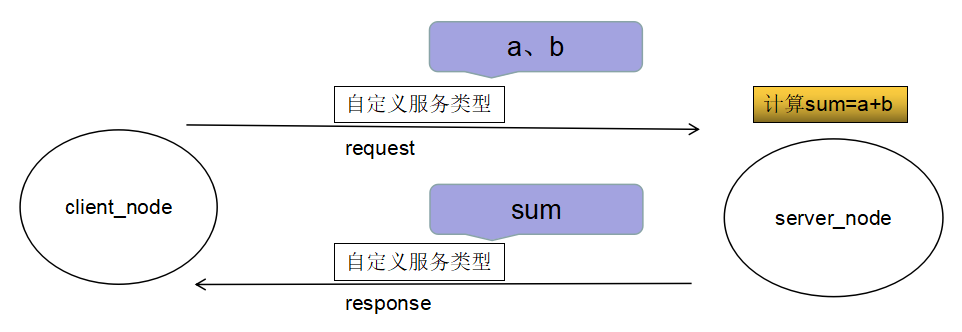 a、b
自定义服务类型
计算sum=a+b
request
client_node
server_node
sum
自定义服务类型
response